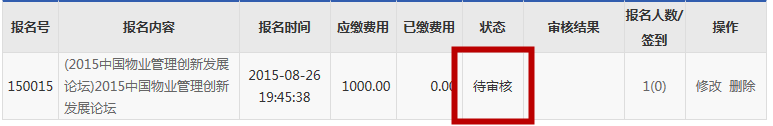 报名号 报名内容 报名时间 应缴费用 已缴费用 状态 审核结果 报名人数/签到 操作
150015 (2015中国物业管理创新发展论坛)2015中国物业管理创新发展论坛 2015-08-26 19:45:38 1000.00 0.00 待审核 1(0) 修改 删除